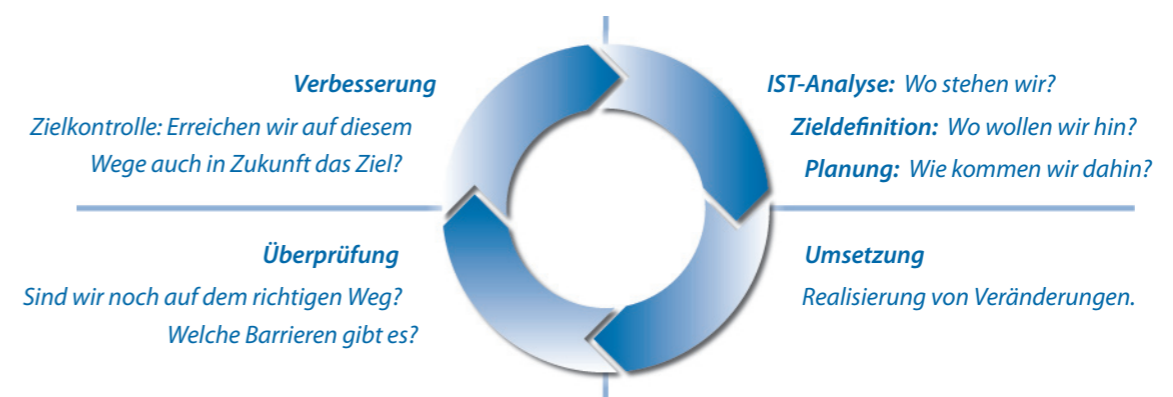 Verbesserung
Zielkontrolle: Erreichen wir auf diesem
Wege auch in Zukunft das Ziel?
IST-Analyse: Wo stehen wir?
Zieldefinition: Wo wollen wir hin?
Planung: Wie kommen wir dahin?
Überprüfung
Sind wir noch auf dem richtigen Weg?
Welche Barrieren gibt es?
Umsetzung
Realisierung von Veränderungen.